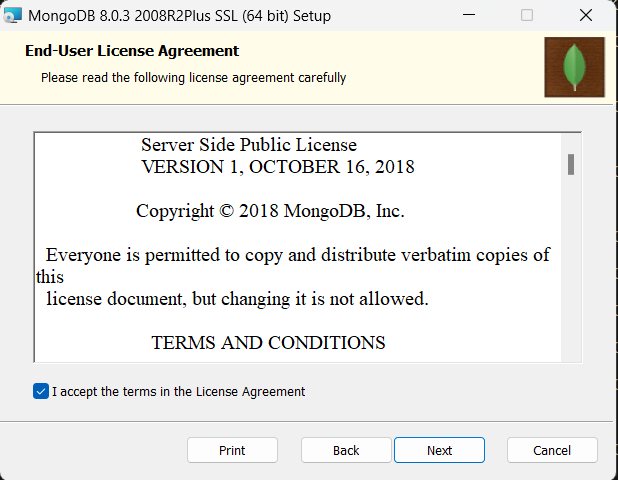 MongoDB 8.0.3 2008R2Plus SSL (64 bit) Setup
End-User License Agreement
Please read the following license agreement carefully
Server Side Public License
VERSION 1, OCTOBER 16, 2018
Copyright © 2018 MongoDB, Inc.
Everyone is permitted to copy and distribute verbatim copies of
this
license document, but changing it is not allowed.
TERMS AND CONDITIONS
I accept the terms in the License Agreement
Print
Back
Next
Cancel